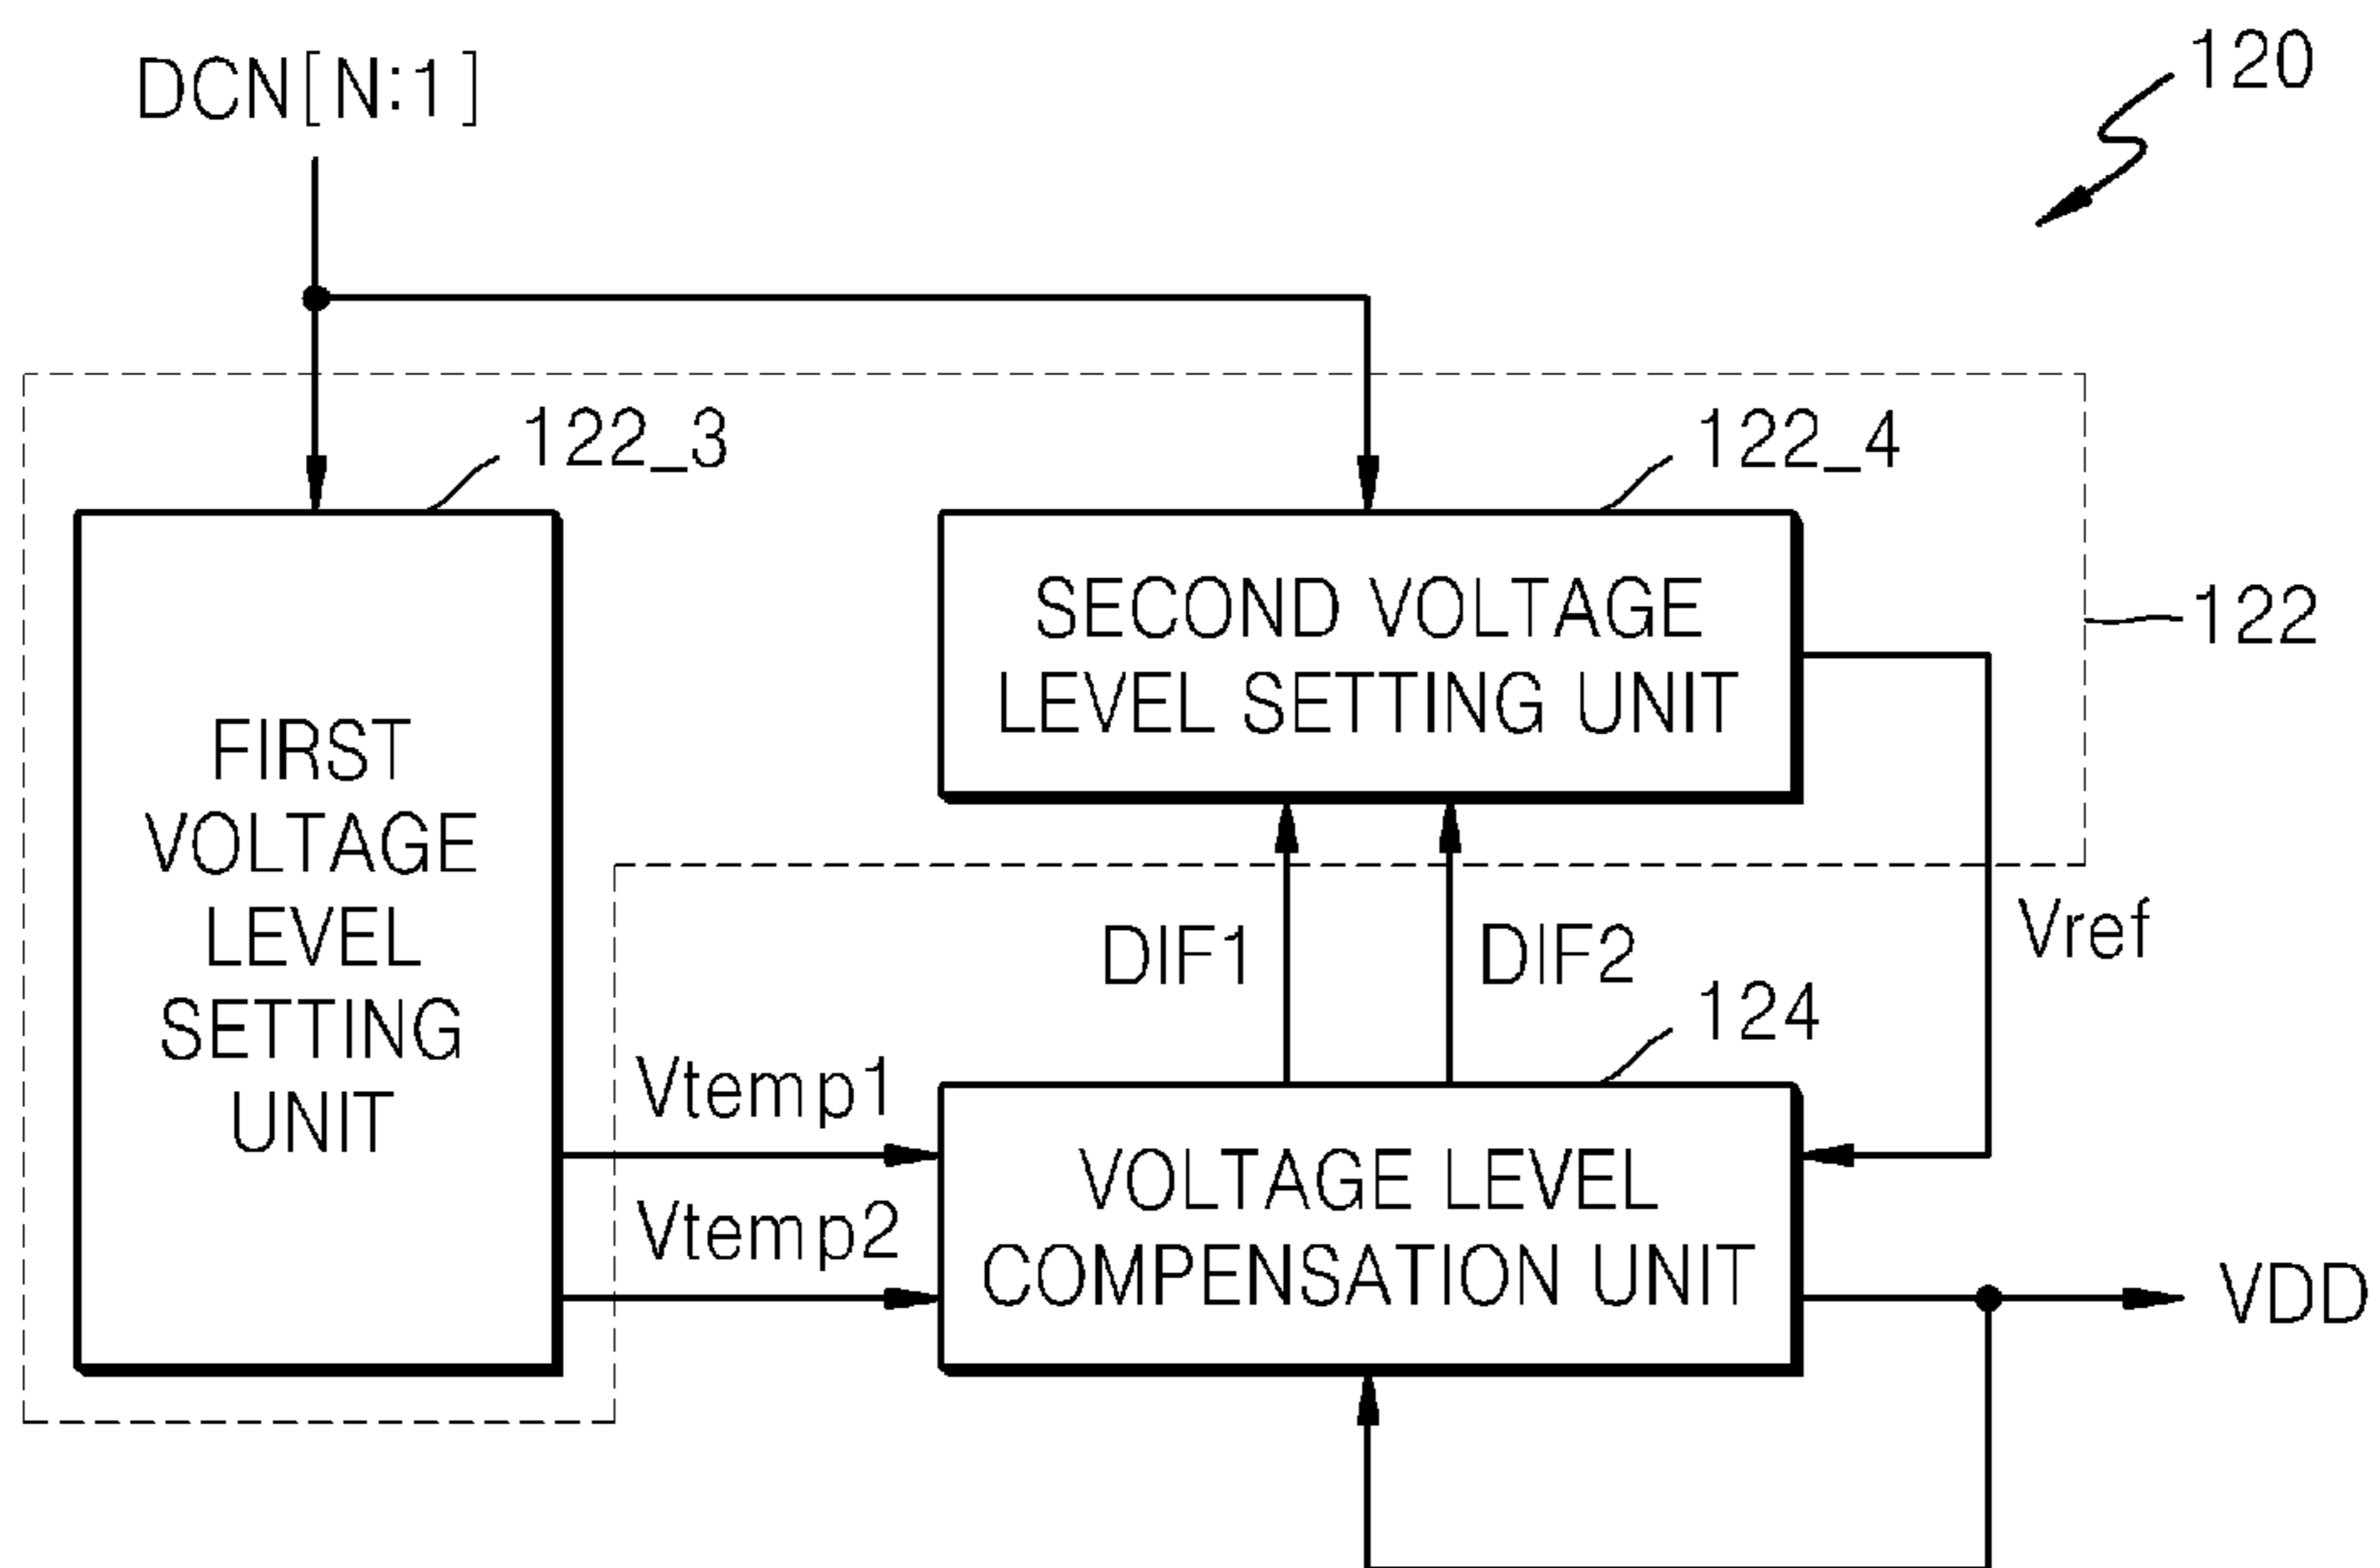 DCN[N:1]
120
122_3
122_4
SECOND VOLTAGE
LEVEL SETTING UNIT
122
FIRST
VOLTAGE
LEVEL
SETTING
UNIT
DIF1
DIF2
Vref
124
Vtemp1
Vtemp2
VOLTAGE LEVEL
COMPENSATION UNIT
VDD